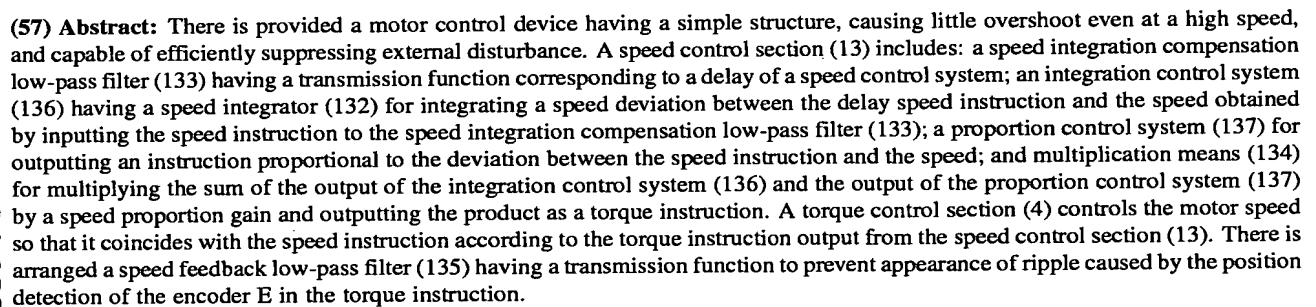 (57) Abstract: There is provided a motor control device having a simple structure, causing little overshoot even at a high speed,
and capable of efficiently suppressing external disturbance. A speed control section (13) includes: a speed integration compensation
low-pass filter (133) having a transmission function corresponding to a delay of a speed control system; an integration control system
(136) having a speed integrator (132) for integrating a speed deviation between the delay speed instruction and the speed obtained
by inputting the speed instruction to the speed integration compensation low-pass filter (133); a proportion control system (137) for
outputting an instruction proportional to the deviation between the speed instruction and the speed; and multiplication means (134)
for multiplying the sum of the output of the integration control system (136) and the output of the proportion control system (137)
by a speed proportion gain and outputting the product as a torque instruction. A torque control section (4) controls the motor speed
so that it coincides with the speed instruction according to the torque instruction output from the speed control section (13). There is
arranged a speed feedback low-pass filter (135) having a transmission function to prevent appearance of ripple caused by the position
detection of the encoder E in the torque instruction.